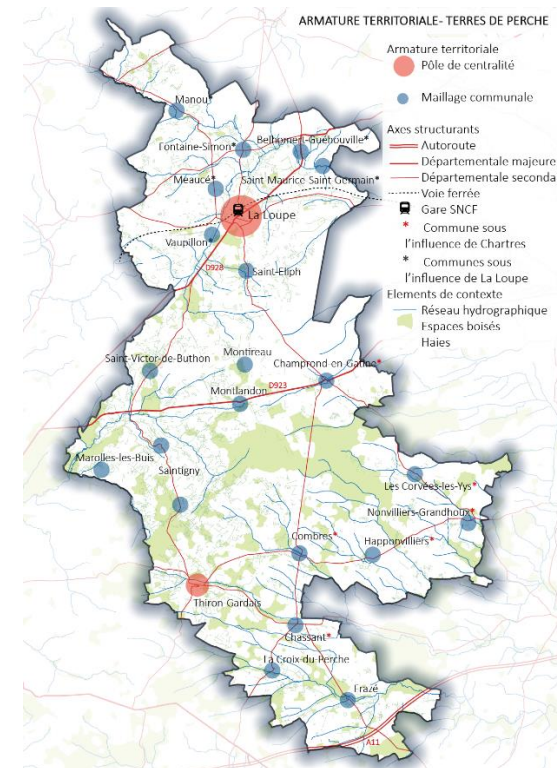 ARMATURE TERRITORIALE- TERRES DE PERCHE
Armature territoriale
Pôle de centralité
Maillage communale
Axes structurants
Autoroute
Départementale majeure
Départementale seconda
Voie ferrée
Gare SNCF
* Commune sous
l'influence de Chartres
* Communes sous
l'influence de La Loupe
Elements de contexte
Réseau hydrographique
Espaces boisés
Haies
Manou*
Fontaine-Simon*
Belhomert-Guéhouville*
Meaucé*
Saint Maurice Saint Germain*
La Loupe
Vaupillon*
D928
Saint-Eliph
Saint-Victor-de-Buthon
Montireau
Champrond-en-Gâtine*
D923
Montlandon
Marolles-les-Buis
Saintigny
Les Corvées-les-Yys*
Nonvilliers-Grandhoux*
Combres*
Happonvilliers*
Thiron Gardais
Chassant*
La Croix-du-Perche
Frazé
A11